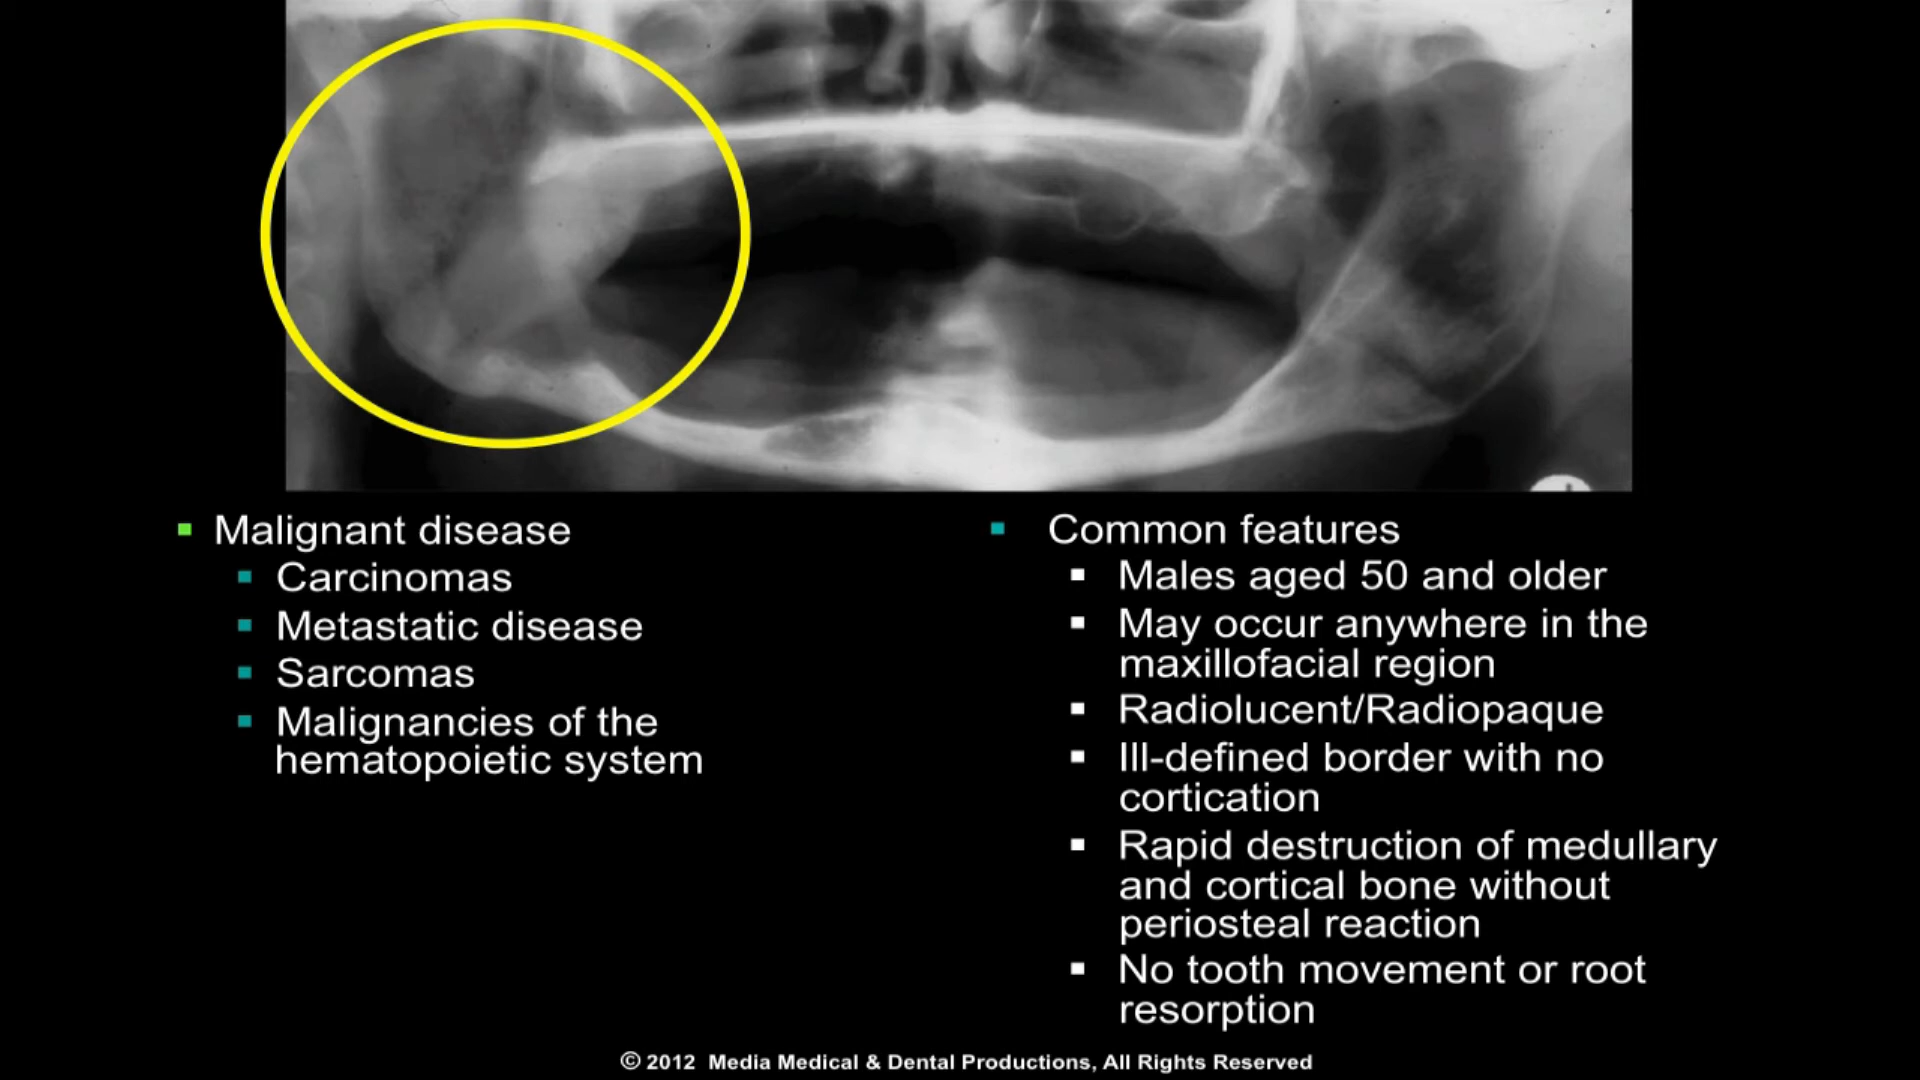 Malignant disease
Carcinomas
Metastatic disease
Sarcomas
Malignancies of the
hematopoietic system
Common features
Males aged 50 and older
May occur anywhere in the
maxillofacial region
Radiolucent/Radiopaque
Ill-defined border with no
cortication
Rapid destruction of medullary
and cortical bone without
periosteal reaction
No tooth movement or root
resorption
© 2012 Media Medical & Dental Productions, All Rights Reserved